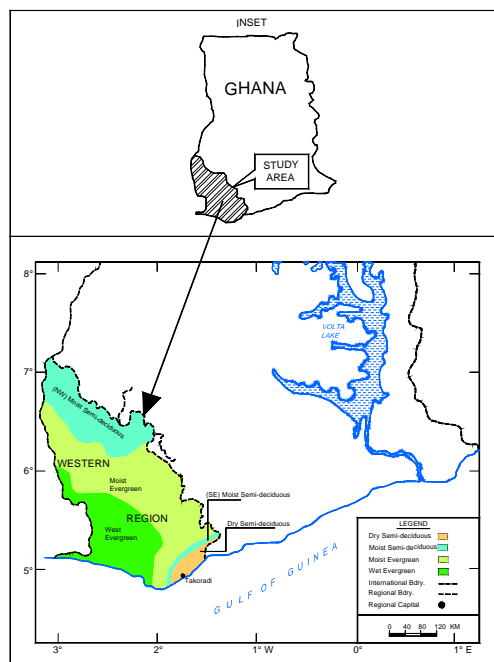 INSET
GHANA
STUDY
AREA
8°
7°
6°
5°
VOLTA
LAKE
(NW) Moist Semi-deciduous
WESTERN
Moist
Evergreen
REGION
West
Evergreen
(SE) Moist Semi-deciduous
Dry Semi-deciduous
Takoradi
GULF OF GUINEA
LEGEND
Dry Semi-deciduous
Moist Semi-deciduous
Moist Evergreen
Wet Evergreen
International Bdry.
Regional Bdry.
Regional Capital
0 40 80 120 KM
3° 2° 1° W 0° 1° E